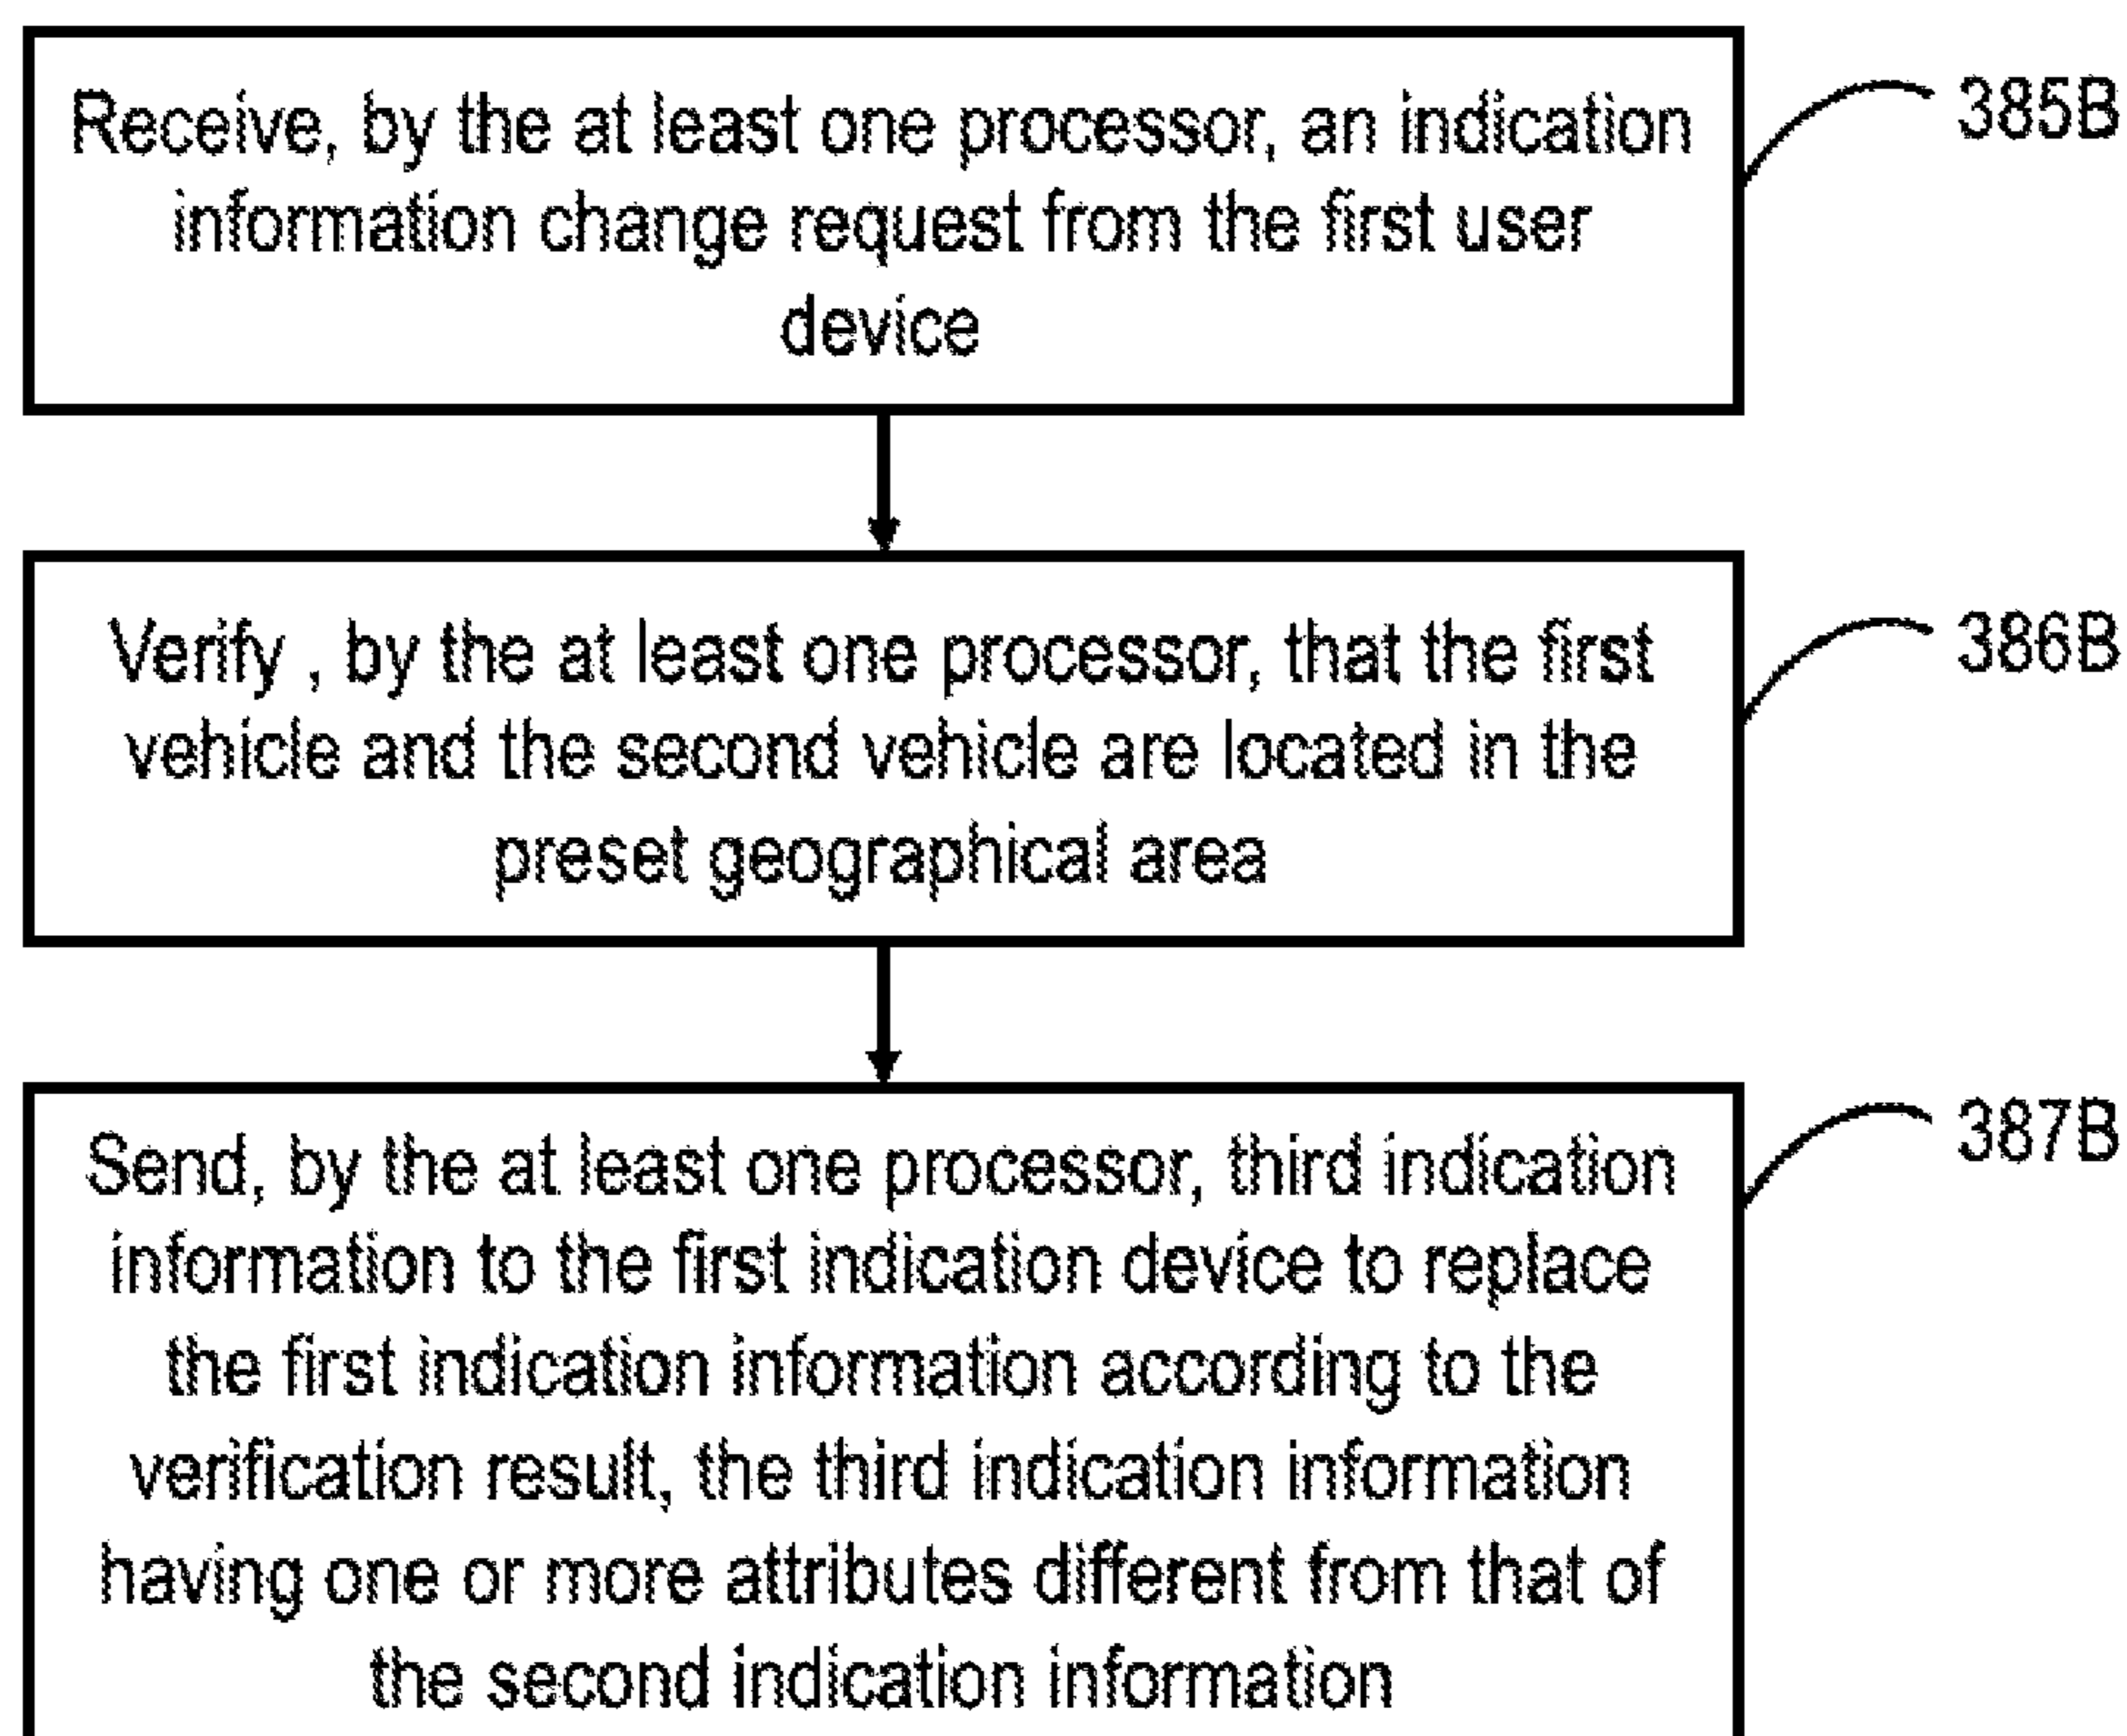 Receive, by the at least one processor, an indication
information change request from the first user
device
385B
Verify , by the at least one processor, that the first
vehicle and the second vehicle are located in the
preset geographical area
386B
Send, by the at least one processor, third indication
information to the first indication device to replace
the first indication information according to the
verification result, the third indication information
having one or more attributes different from that of
the second indication information
387B